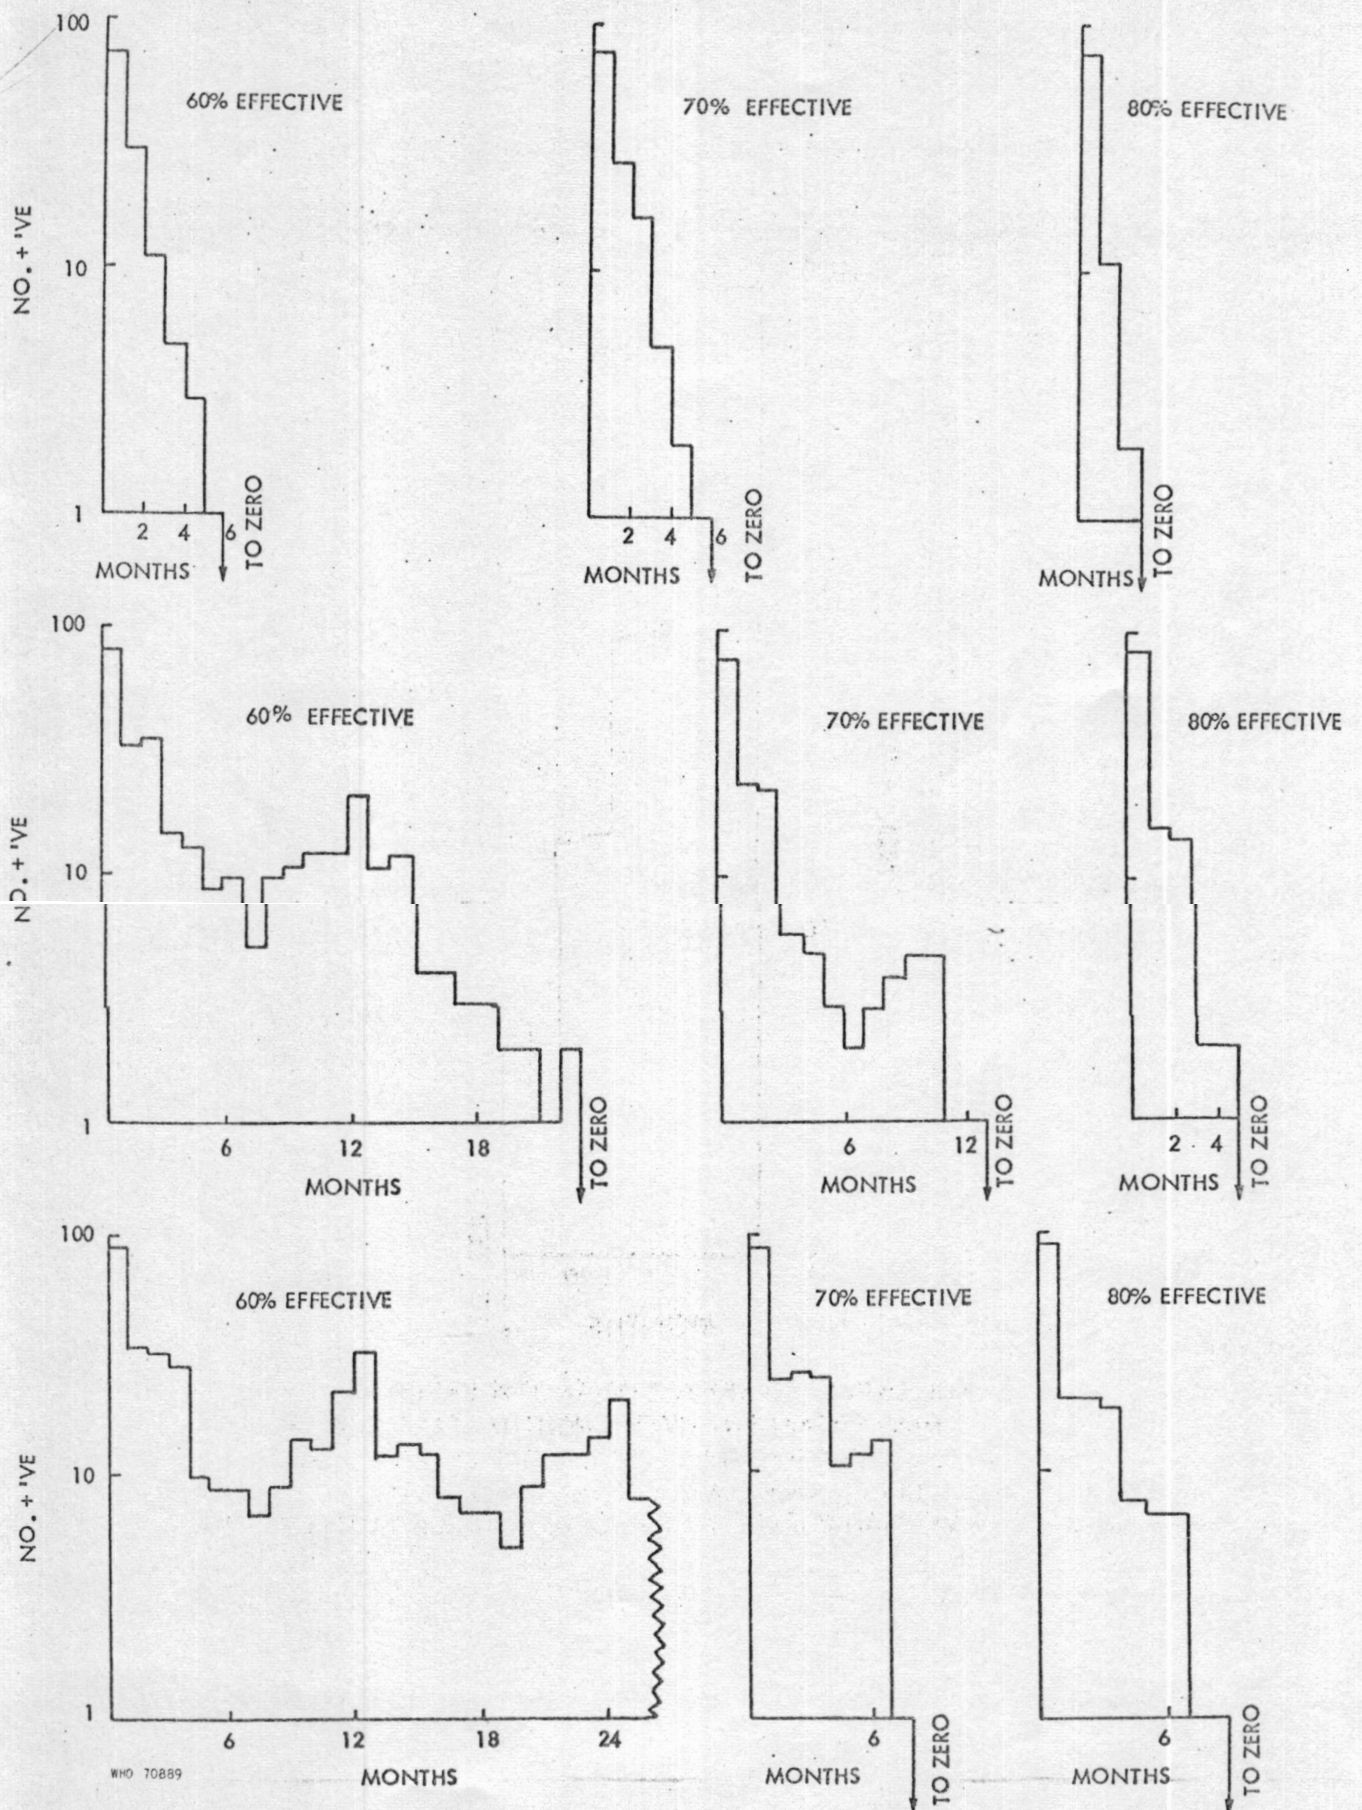 100
60% EFFECTIVE
70% EFFECTIVE
80% EFFECTIVE
NO. + 'VE
10
1
2 4 6
MONTHS
TO ZERO
2 4 6
MONTHS
TO ZERO
MONTHS
TO ZERO
100
60% EFFECTIVE
70% EFFECTIVE
80% EFFECTIVE
NO. + 'VE
10
1
6 12 18
MONTHS
TO ZERO
6 12
MONTHS
TO ZERO
2 4
MONTHS
TO ZERO
100
60% EFFECTIVE
70% EFFECTIVE
80% EFFECTIVE
NO. + 'VE
10
1
6 12 18 24
MONTHS
6
MONTHS
TO ZERO
6
MONTHS
TO ZERO
WHO 70889